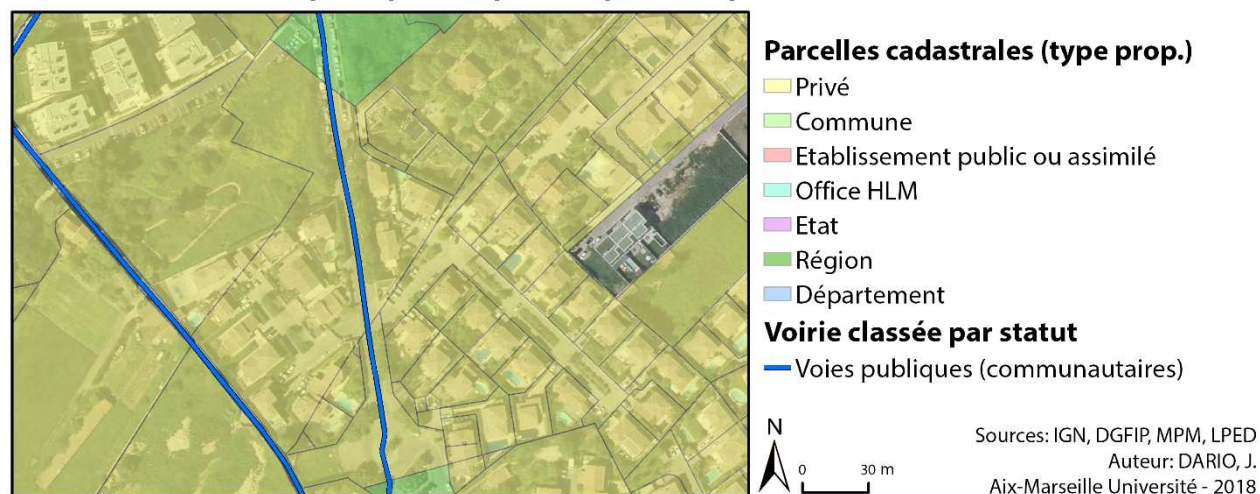 Parcelles cadastrales (type prop.)
Privé
Commune
Etablissement public ou assimilé
Office HLM
Etat
Région
Département
Voirie classée par statut
Voies publiques (communautaires)
N
0 30 m
Sources: IGN, DGFIP, MPM, LPED
Auteur: DARIO, J.
Aix-Marseille Université - 2018